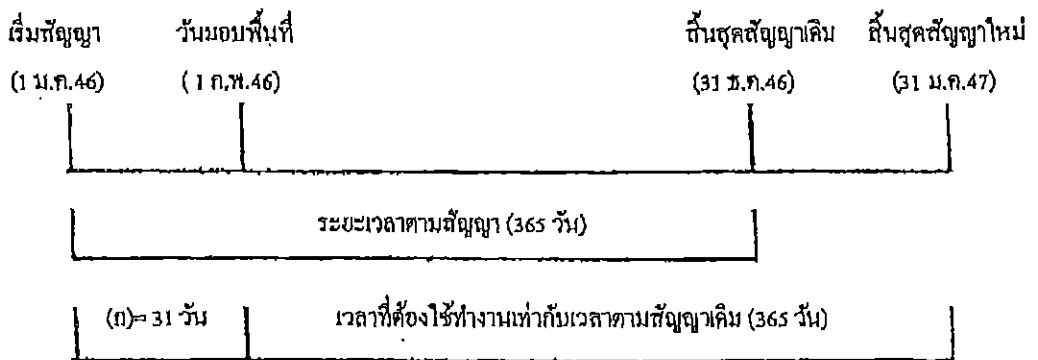 เริ่มสัญญา วันมอบพื้นที่ สิ้นสุดสัญญาเดิม สิ้นสุดสัญญาใหม่
(1 ม.ค.46) (1 ก.พ.46) (31 ธ.ค.46) (31 ม.ค.47)
ระยะเวลาตามสัญญา (365 วัน)
(ก)= 31 วัน เวลาที่ต้องใช้ทำงานเท่ากับเวลาตามสัญญาเดิม (365 วัน)